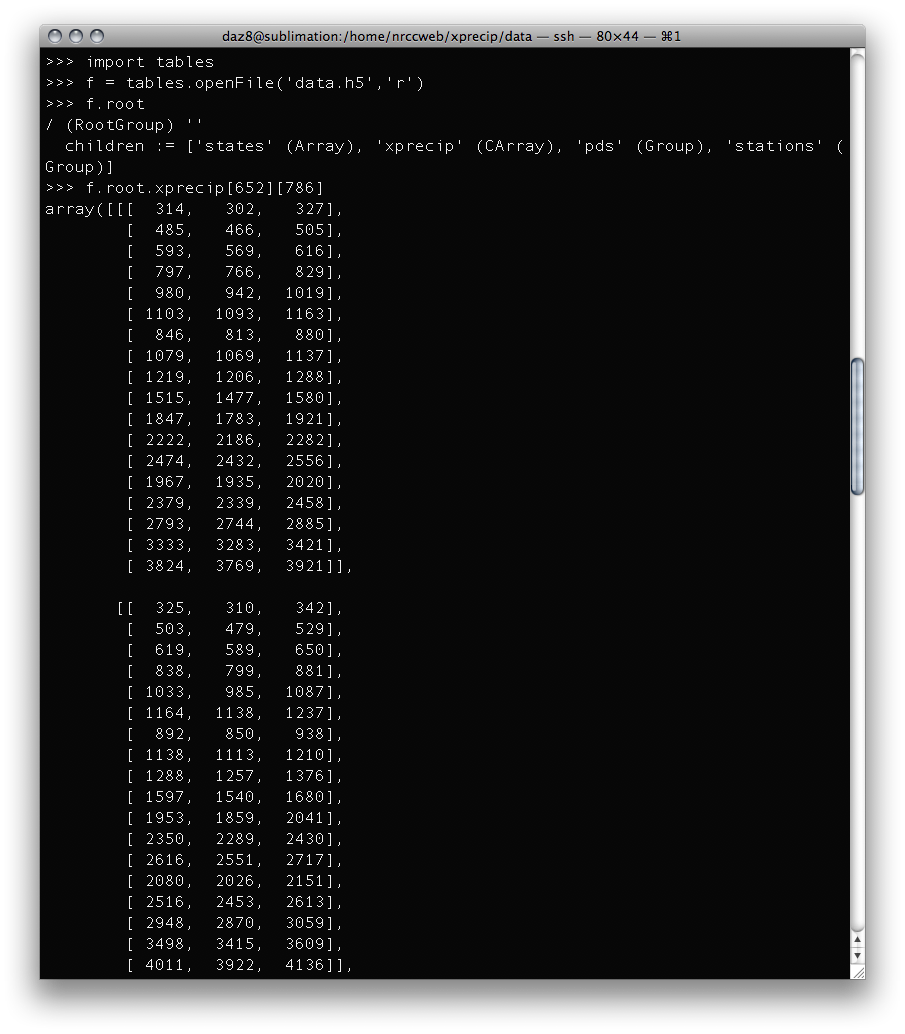 daz8@sublimation:/home/nrccweb/xprecip/data — ssh — 80×44 — ⌘1
>>> import tables
>>> f = tables.openFile('data.h5','r')
>>> f.root
/ (RootGroup) ''
  children := ['states' (Array), 'xprecip' (CArray), 'pds' (Group), 'stations' (
Group)]
>>> f.root.xprecip[652][786]
array([[[  314,   302,   327],
        [  485,   466,   505],
        [  593,   569,   616],
        [  797,   766,   829],
        [  980,   942,  1019],
        [ 1103,  1093,  1163],
        [  846,   813,   880],
        [ 1079,  1069,  1137],
        [ 1219,  1206,  1288],
        [ 1515,  1477,  1580],
        [ 1847,  1783,  1921],
        [ 2222,  2186,  2282],
        [ 2474,  2432,  2556],
        [ 1967,  1935,  2020],
        [ 2379,  2339,  2458],
        [ 2793,  2744,  2885],
        [ 3333,  3283,  3421],
        [ 3824,  3769,  3921]],

       [[  325,   310,   342],
        [  503,   479,   529],
        [  619,   589,   650],
        [  838,   799,   881],
        [ 1033,   985,  1087],
        [ 1164,  1138,  1237],
        [  892,   850,   938],
        [ 1138,  1113,  1210],
        [ 1288,  1257,  1376],
        [ 1597,  1540,  1680],
        [ 1953,  1859,  2041],
        [ 2350,  2289,  2430],
        [ 2616,  2551,  2717],
        [ 2080,  2026,  2151],
        [ 2516,  2453,  2613],
        [ 2948,  2870,  3059],
        [ 3498,  3415,  3609],
        [ 4011,  3922,  4136]],